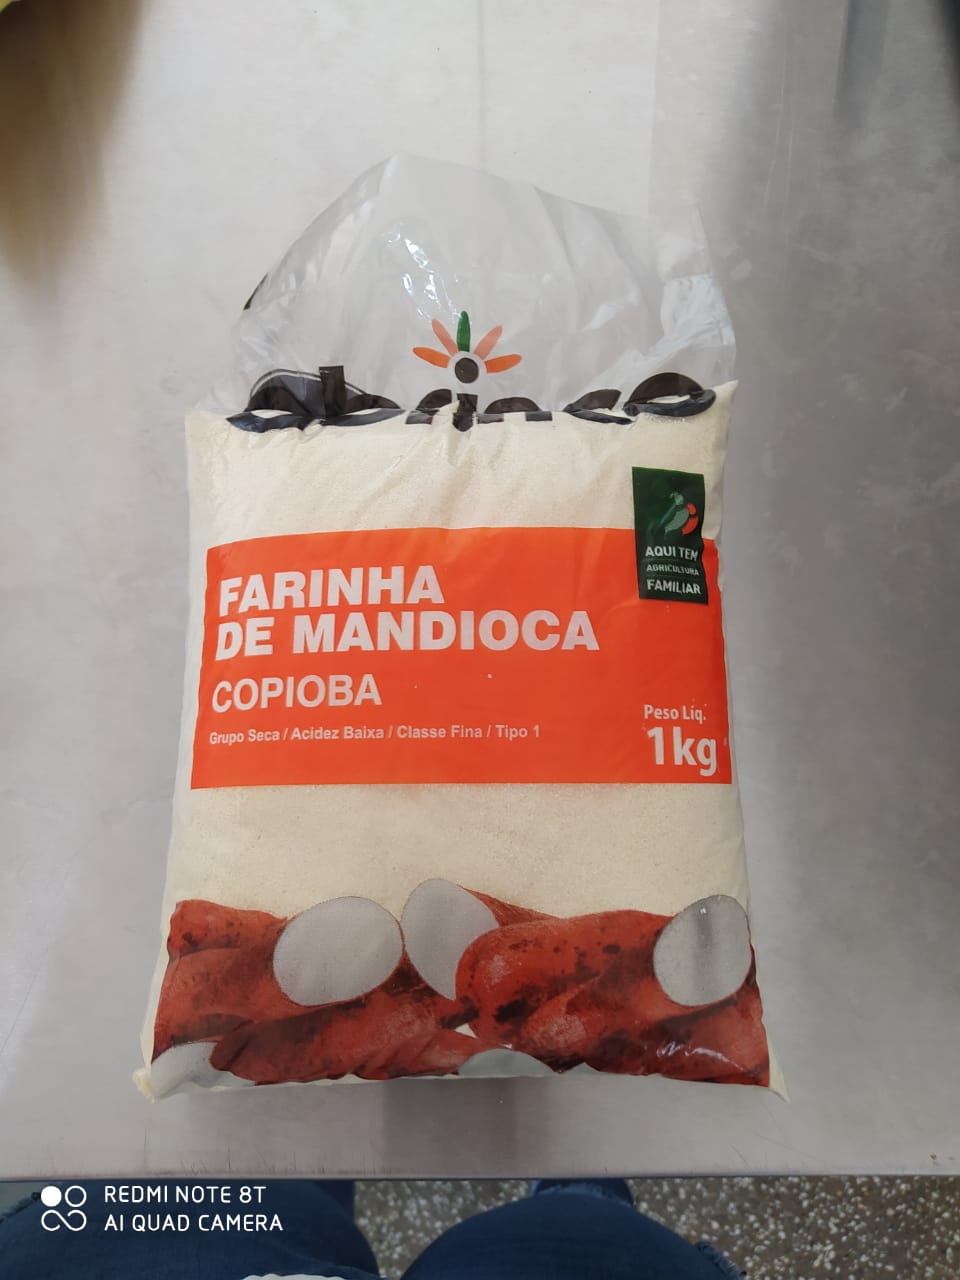 AQUI TEM
AGRICULTURA
FAMILIAR
FARINHA
DE MANDIOCA
COPIOBA
Grupo Seca / Acidez Baixa / Classe Fina / Tipo 1
Peso Líq.
1kg
REDMI NOTE 8T
AI QUAD CAMERA